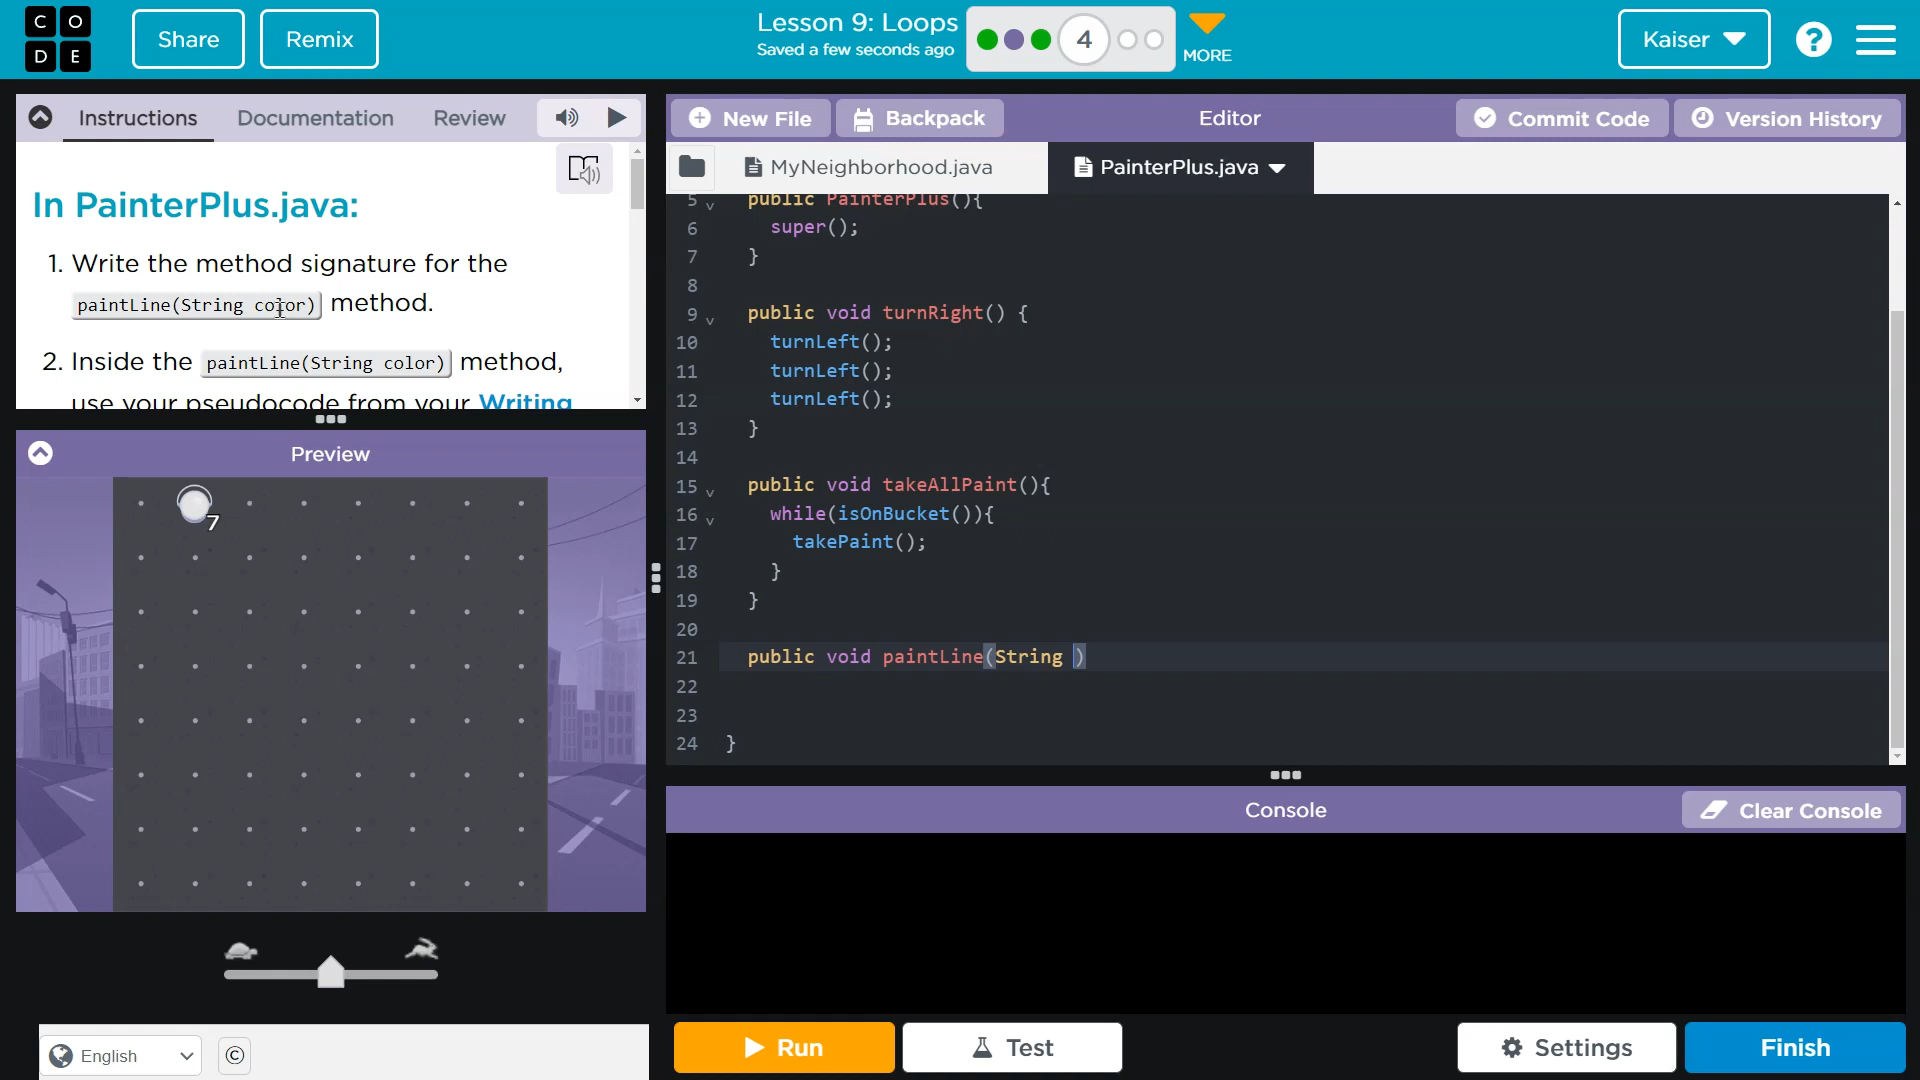 C O
D E
Share
Remix
Lesson 9: Loops
Saved a few seconds ago
4
MORE
Kaiser
?
Instructions
Documentation
Review
New File
Backpack
Editor
Commit Code
Version History
MyNeighborhood.java
PainterPlus.java
In PainterPlus.java:
1. Write the method signature for the
paintLine(String color) method.
2. Inside the paintLine(String color) method,
use your pseudocode from your Writing
5 public PainterPlus(){
6 super();
7 }
8
9 public void turnRight() {
10 turnLeft();
11 turnLeft();
12 turnLeft();
13 }
14
15 public void takeAllPaint(){
16 while(isOnBucket()){
17 takePaint();
18 }
19 }
20
21 public void paintLine(String )
22
23
24 }
Preview
7
Console
Clear Console
English
©
Run
Test
Settings
Finish